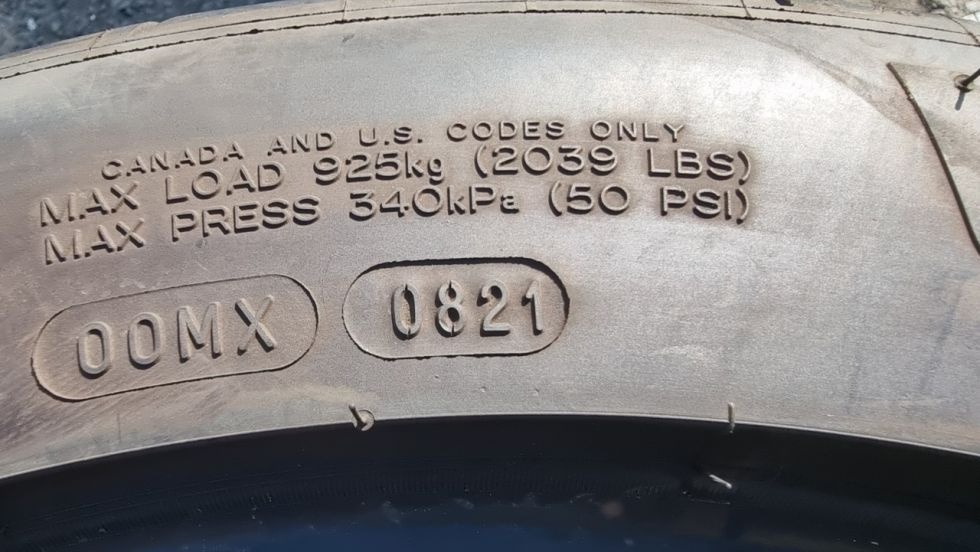 CANADA AND U.S. CODES ONLY
MAX LOAD 925kg (2039 LBS)
MAX PRESS 340kPa (50 PSI)
00MX 0821